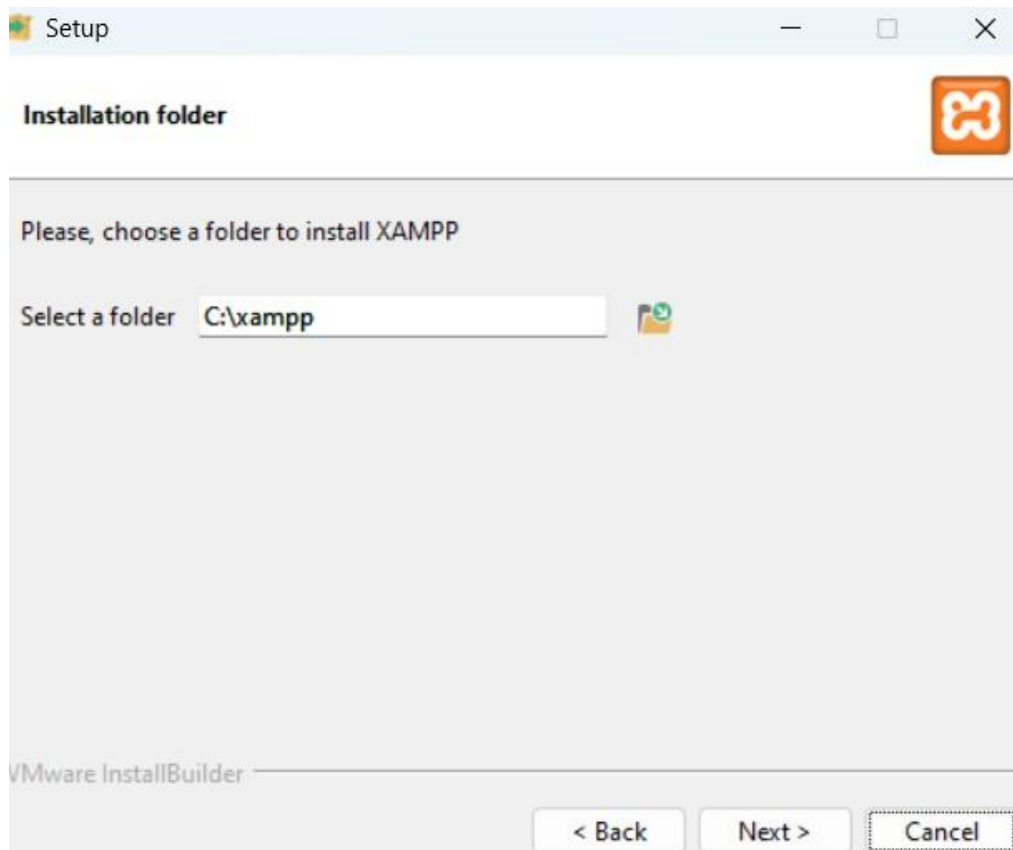 Setup
Installation folder
Please, choose a folder to install XAMPP
Select a folder C:\xampp
VMware InstallBuilder
< Back Next > Cancel